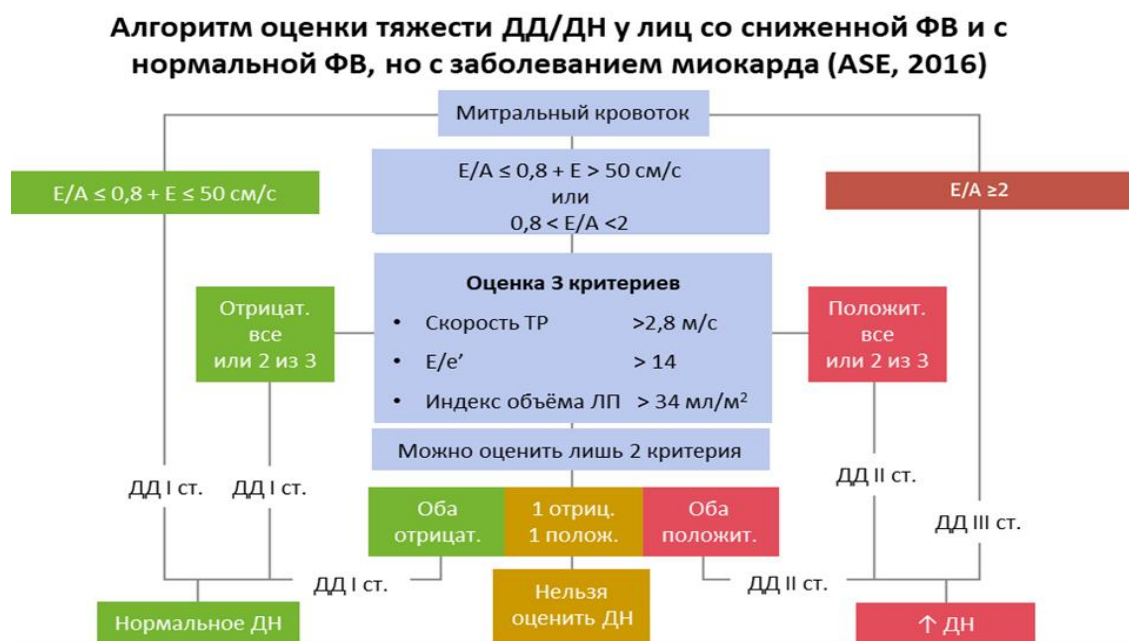 Алгоритм оценки тяжести ДД/ДН у лиц со сниженной ФВ и с
нормальной ФВ, но с заболеванием миокарда (ASE, 2016)
Митральный кровоток
E/A ≤ 0,8 + E ≤ 50 см/с
E/A ≤ 0,8 + E > 50 см/с
или
0,8 < E/A <2
E/A ≥2
Отрицат.
все
или 2 из 3
Оценка 3 критериев
• Скорость ТР >2,8 м/с
• E/e’ > 14
• Индекс объёма ЛП > 34 мл/м²
Положит.
все
или 2 из 3
Можно оценить лишь 2 критерия
ДД I ст.
ДД I ст.
ДД II ст.
ДД III ст.
Оба
отрицат.
1 отриц.
1 полож.
Оба
положит.
ДД I ст.
ДД II ст.
Нормальное ДН
Нельзя
оценить ДН
↑ ДН